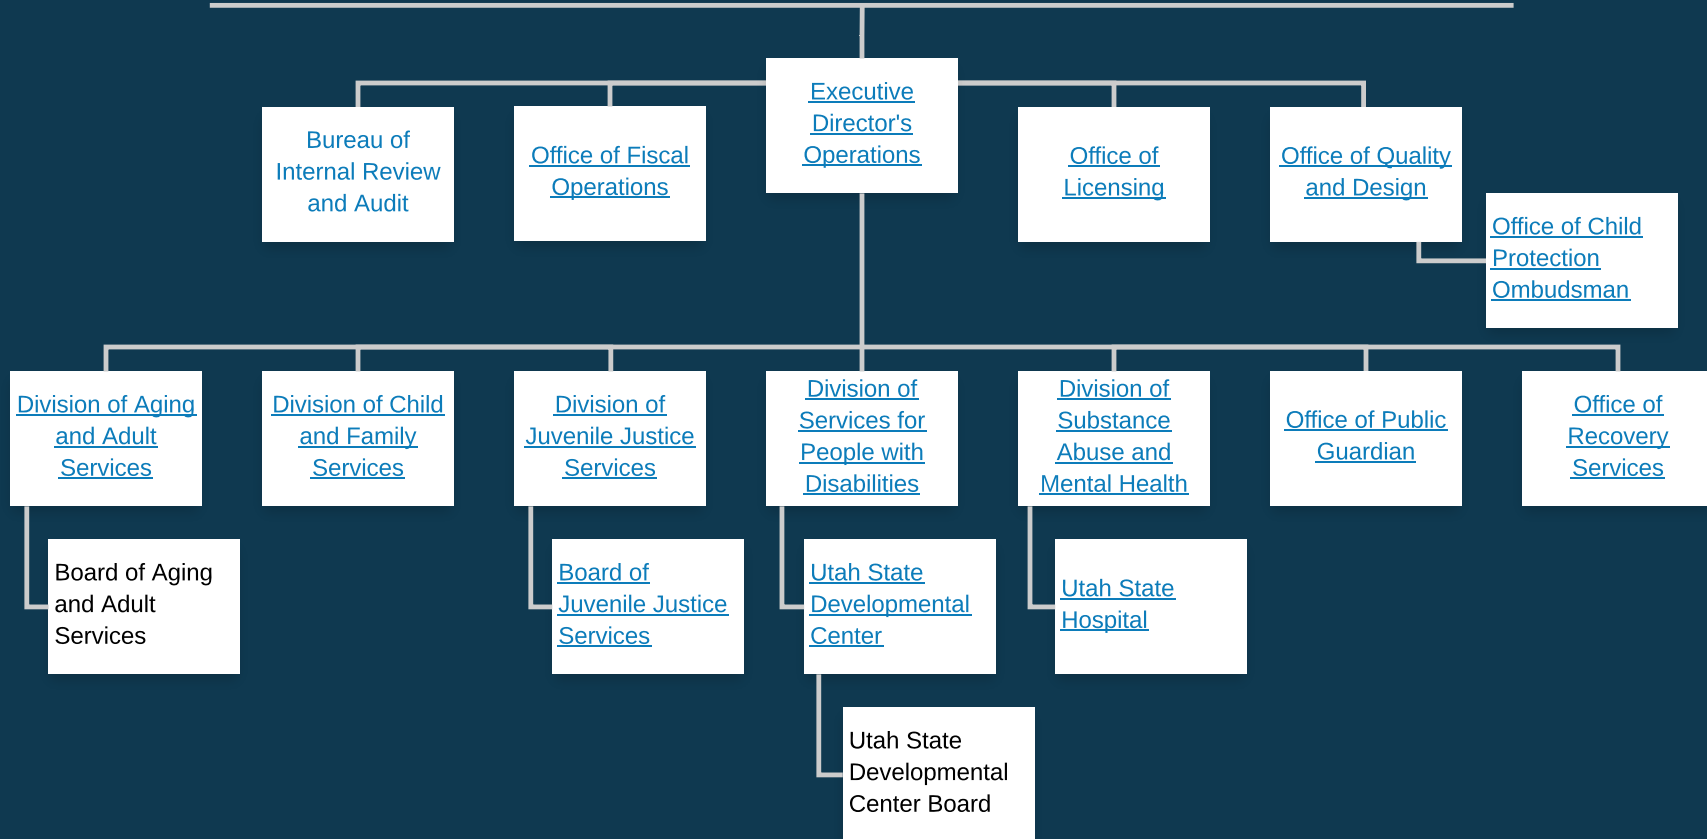 Executive
Director's
Operations
Bureau of
Internal Review
and Audit
Office of Fiscal
Operations
Office of
Licensing
Office of Quality
and Design
Office of Child
Protection
Ombudsman
Division of Aging
and Adult
Services
Division of Child
and Family
Services
Division of
Juvenile Justice
Services
Division of
Services for
People with
Disabilities
Division of
Substance
Abuse and
Mental Health
Office of Public
Guardian
Office of
Recovery
Services
Board of Aging
and Adult
Services
Board of
Juvenile Justice
Services
Utah State
Developmental
Center
Utah State
Hospital
Utah State
Developmental
Center Board